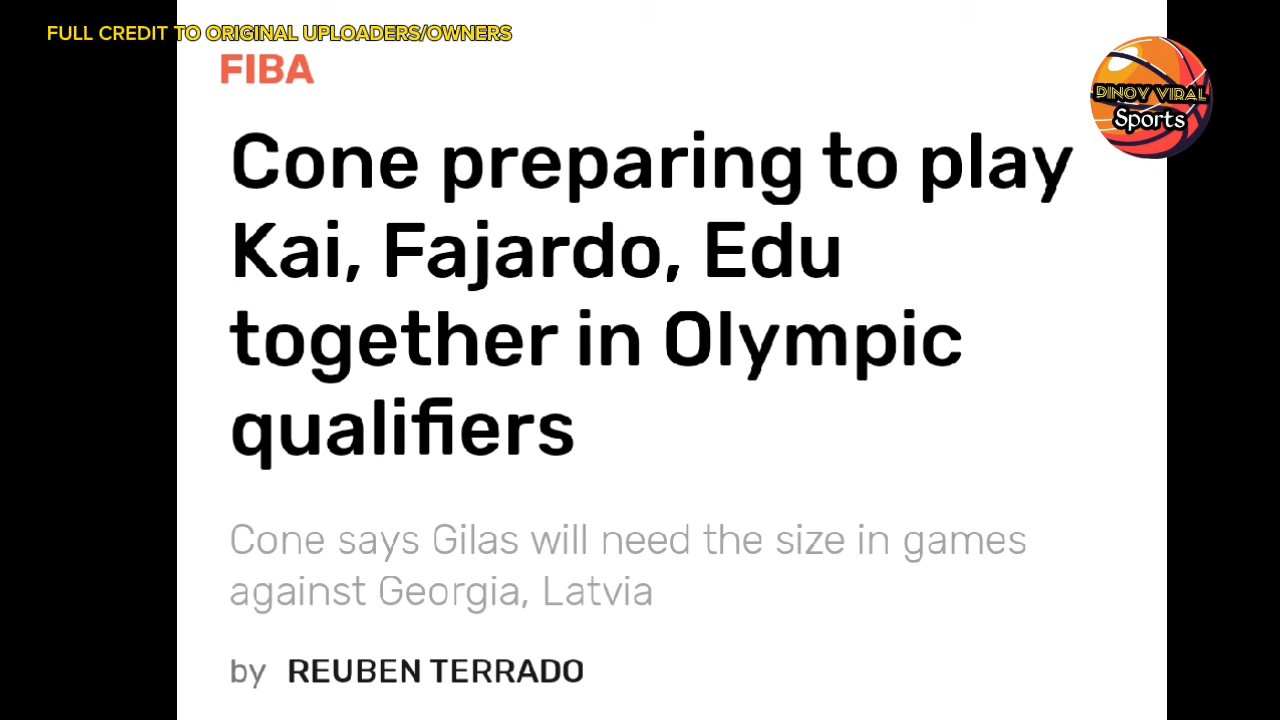 FULL CREDIT TO ORIGINAL UPLOADERS/OWNERS
FIBA
PINOY VIRAL
Sports
Cone preparing to play
Kai, Fajardo, Edu
together in Olympic
qualifiers
Cone says Gilas will need the size in games
against Georgia, Latvia
by REUBEN TERRADO